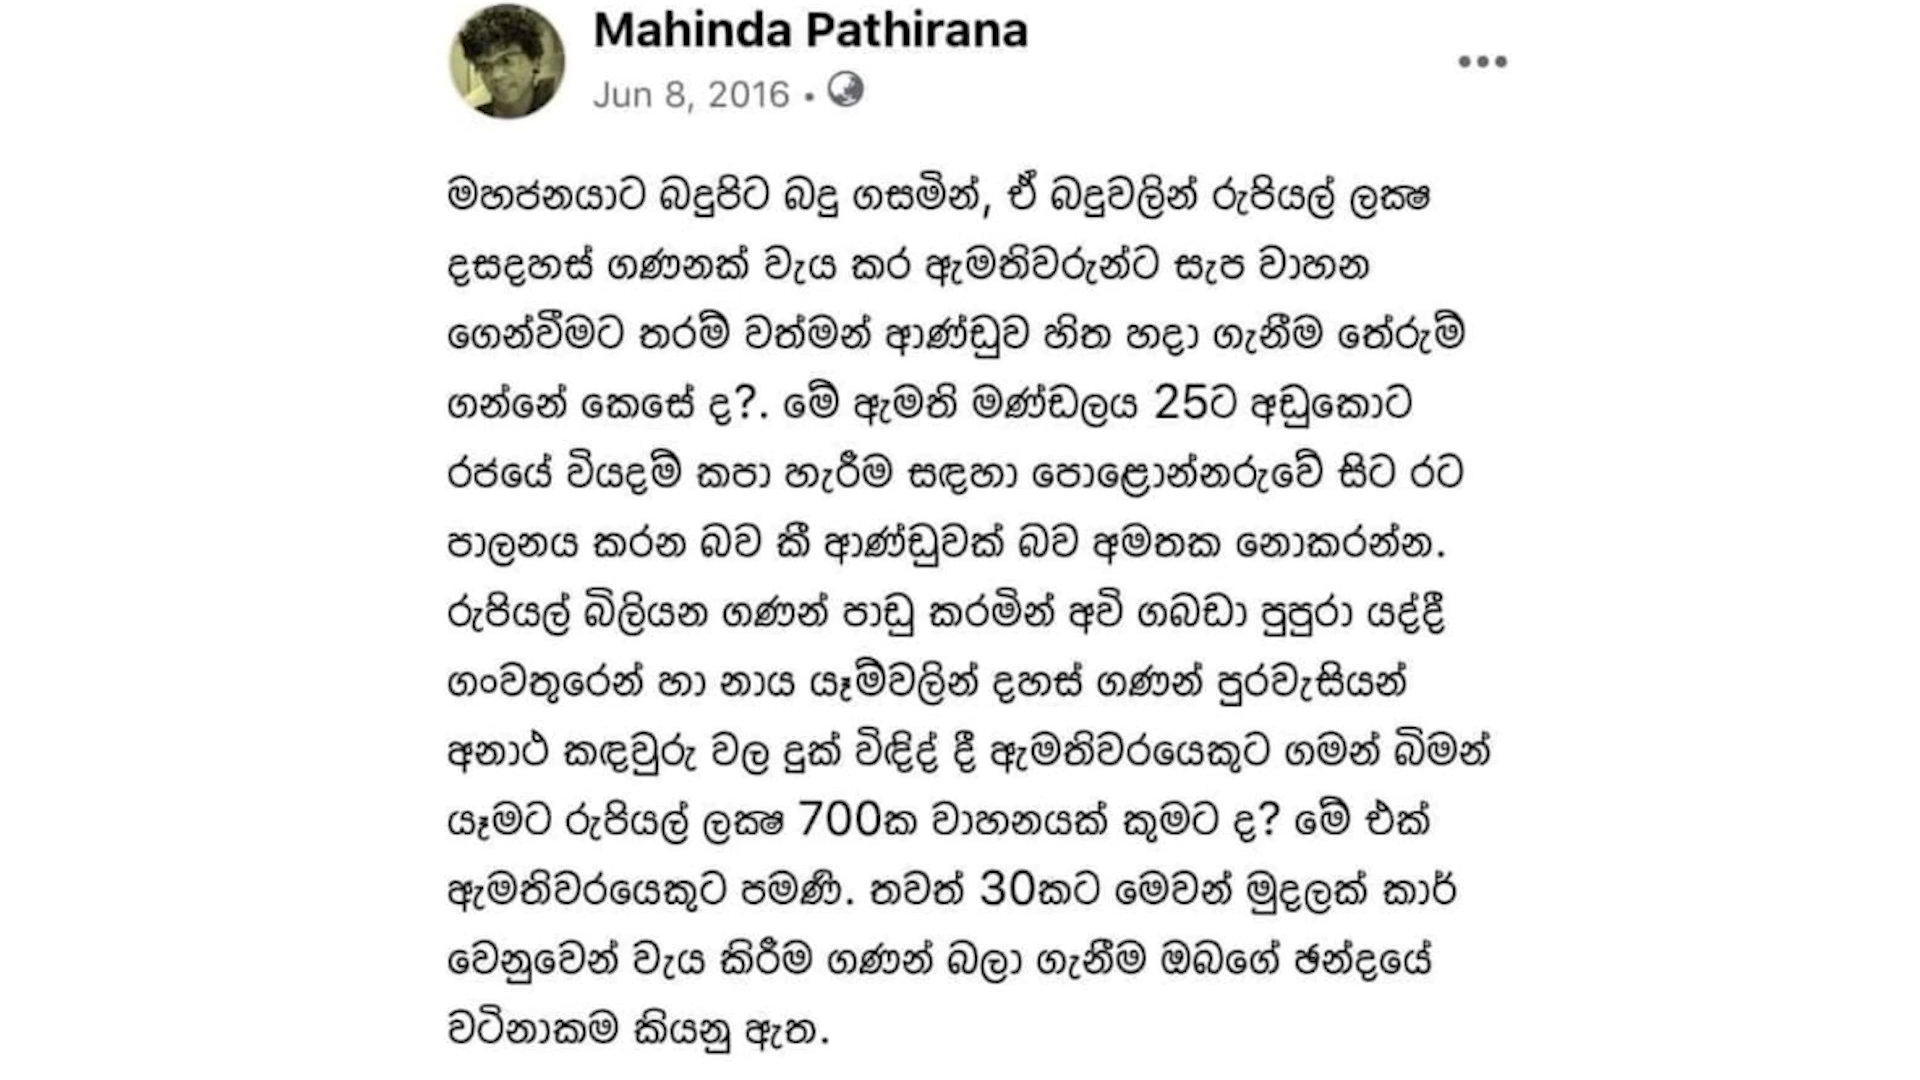 Mahinda Pathirana
Jun 8, 2016 •
මහජනයාට බදුපිට බදු ගසමින්, ඒ බදුවලින් රුපියල් ලක්‍ෂ
දසදහස් ගණනක් වැය කර ඇමතිවරුන්ට සැප වාහන
ගෙන්වීමට තරම් වත්මන් ආණ්ඩුව හිත හදා ගැනීම තේරුම්
ගන්නේ කෙසේ ද?. මේ ඇමති මණ්ඩලය 25ට අඩුකොට
රජයේ වියදම් කපා හැරීම සඳහා පොළොන්නරුවේ සිට රට
පාලනය කරන බව කී ආණ්ඩුවක් බව අමතක නොකරන්න.
රුපියල් බිලියන ගණන් පාඩු කරමින් අවි ගබඩා පුපුරා යද්දී
ගංවතුරෙන් හා නාය යෑම්වලින් දහස් ගණන් පුරවැසියන්
අනාථ කඳවුරු වල දුක් විඳිද් දී ඇමතිවරයෙකුට ගමන් බිමන්
යෑමට රුපියල් ලක්‍ෂ 700ක වාහනයක් කුමට ද? මේ එක්
ඇමතිවරයෙකුට පමණි. තවත් 30කට මෙවන් මුදලක් කාර්
වෙනුවෙන් වැය කිරීම ගණන් බලා ගැනීම ඔබගේ ඡන්දයේ
වටිනාකම කියනු ඇත.